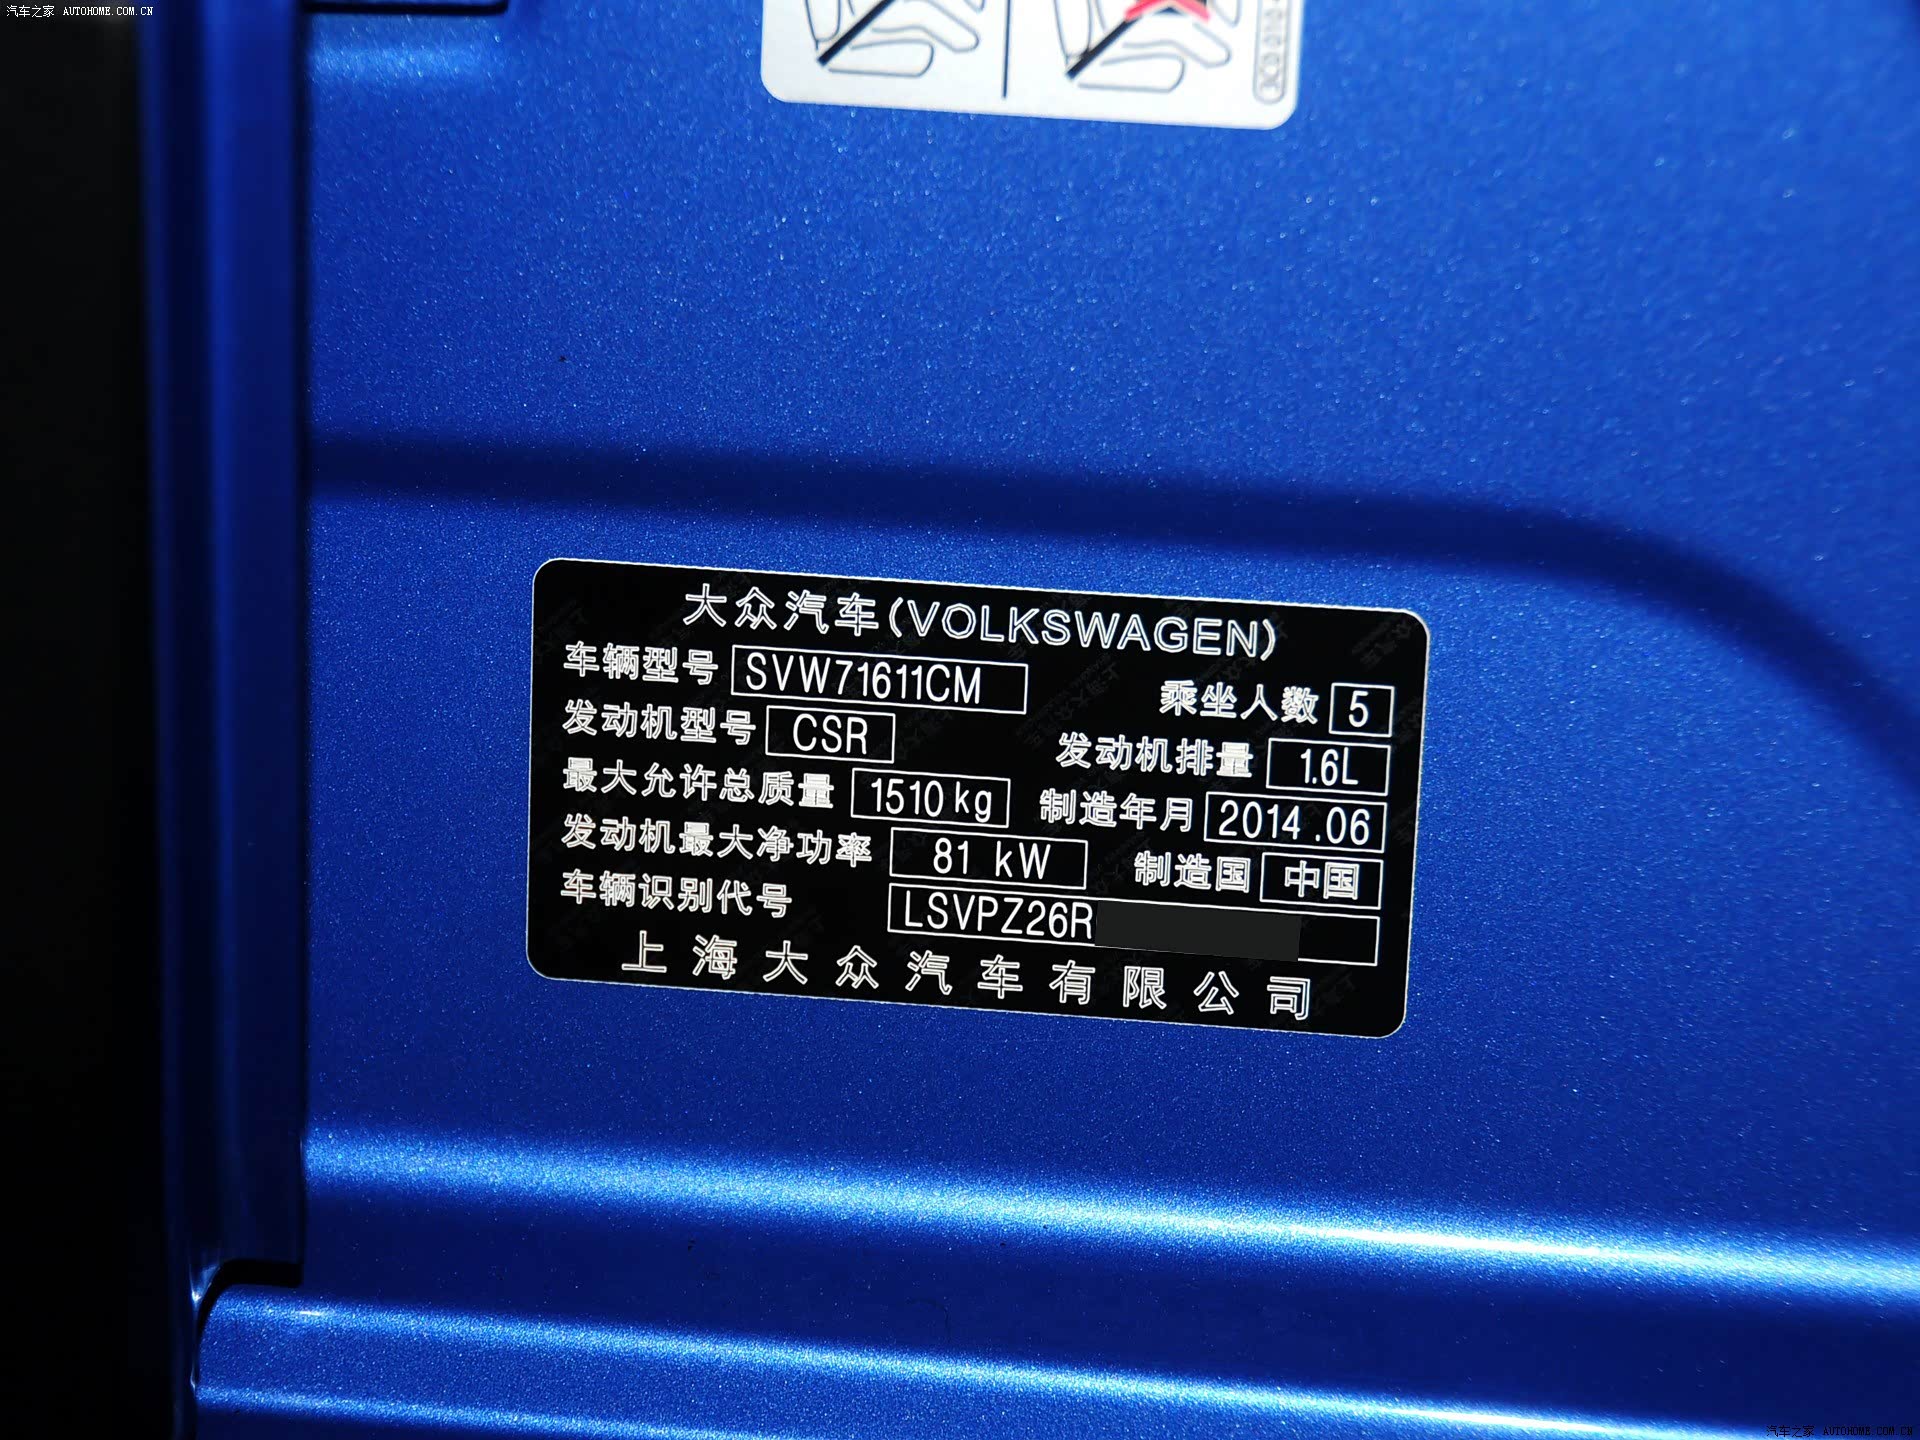 汽车之家 AUTOHOME.COM.CN
3C0 010
大众汽车(VOLKSWAGEN)
车辆型号 SVW71611CM 乘坐人数 5
发动机型号 CSR 发动机排量 1.6L
最大允许总质量 1510 kg 制造年月 2014.06
发动机最大净功率 81 kW 制造国 中国
车辆识别代号 LSVPZ26R
上海大众汽车有限公司
汽车之家 AUTOHOME.COM.CN